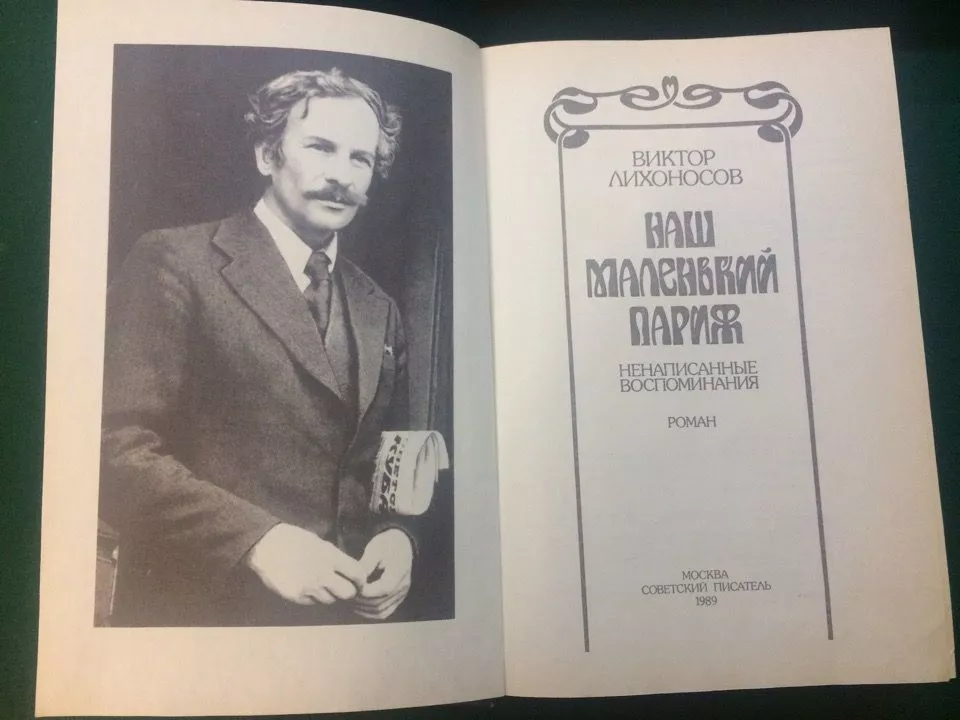 ВИКТОР
ЛИХОНОСОВ
НАШ
МАЛЕНЬКИЙ
ПАРИЖ
НЕНАПИСАННЫЕ
ВОСПОМИНАНИЯ
РОМАН
МОСКВА
СОВЕТСКИЙ ПИСАТЕЛЬ
1989